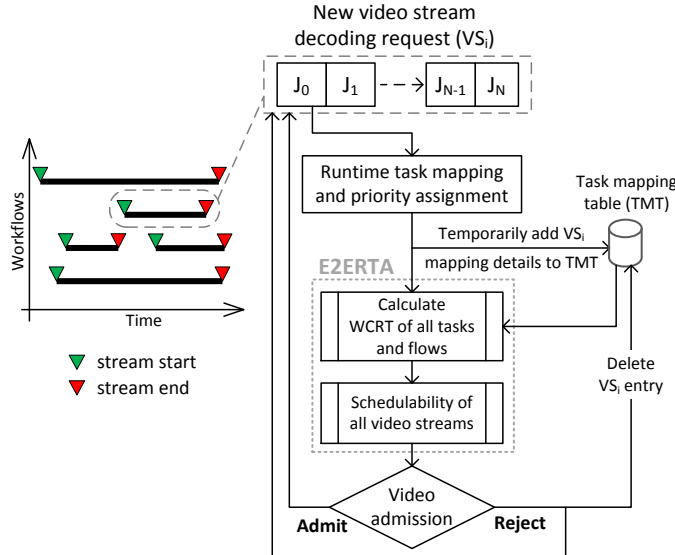 New video stream
decoding request (VSi)
J0 J1 JN-1 JN
Runtime task mapping
and priority assignment
Task mapping
table (TMT)
Temporarily add VSi
mapping details to TMT
E2ERTA
Calculate
WCRT of all tasks
and flows
Schedulability of
all video streams
Delete
VSi entry
Video
admission
Admit
Reject
Workflows
Time
stream start
stream end